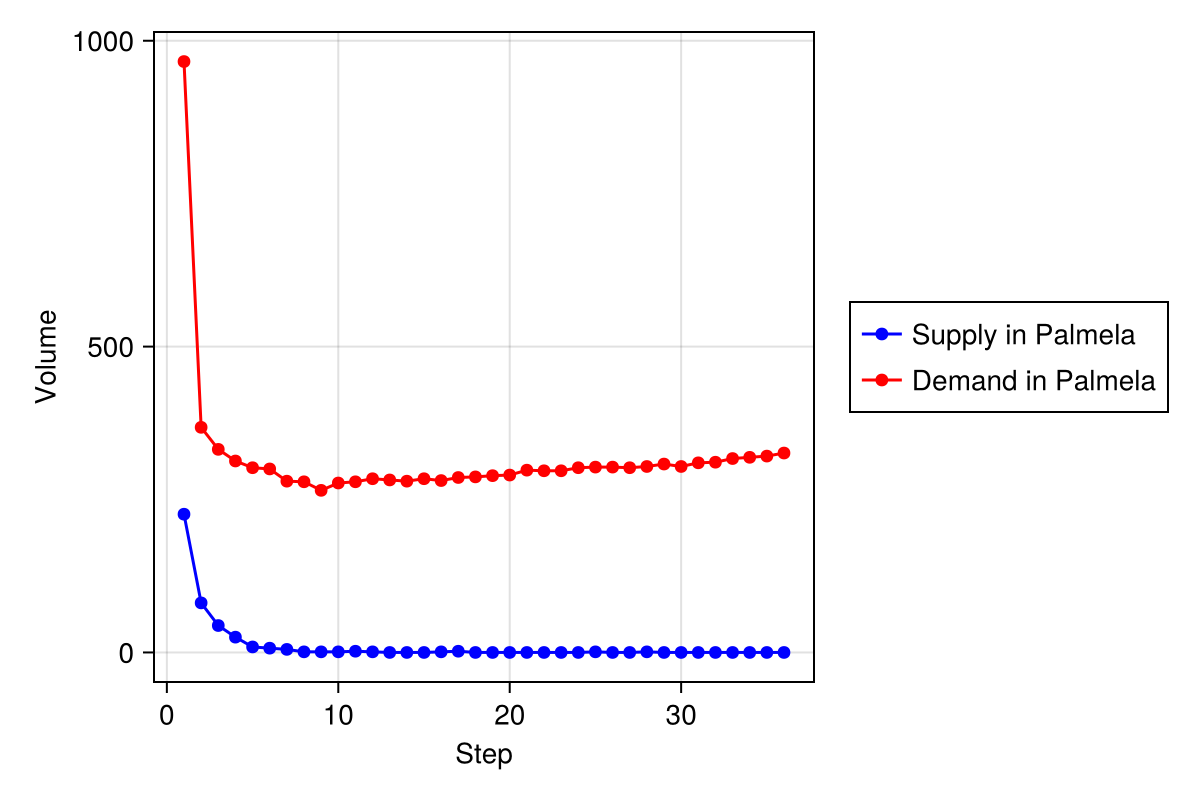 1000
500
0
Volume
0 10 20 30
Step
Supply in Palmela
Demand in Palmela